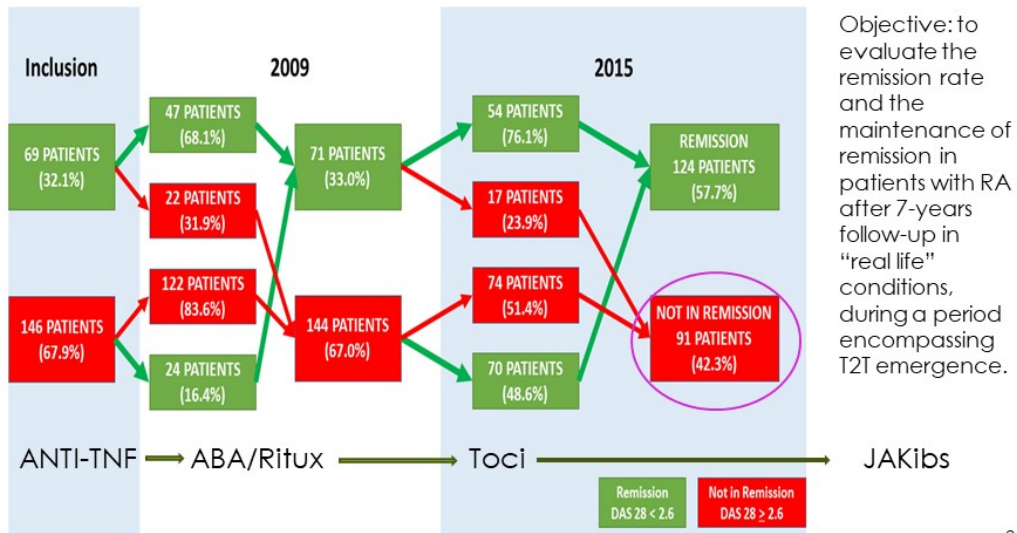 Inclusion
2009
2015
69 PATIENTS
(32.1%)
146 PATIENTS
(67.9%)
47 PATIENTS
(68.1%)
22 PATIENTS
(31.9%)
122 PATIENTS
(83.6%)
24 PATIENTS
(16.4%)
71 PATIENTS
(33.0%)
144 PATIENTS
(67.0%)
54 PATIENTS
(76.1%)
17 PATIENTS
(23.9%)
74 PATIENTS
(51.4%)
70 PATIENTS
(48.6%)
REMISSION
124 PATIENTS
(57.7%)
NOT IN REMISSION
91 PATIENTS
(42.3%)
ANTI-TNF
ABA/Ritux
Toci
JAKibs
Remission
DAS 28 < 2.6
Not in Remission
DAS 28 ≥ 2.6
Objective: to
evaluate the
remission rate
and the
maintenance of
remission in
patients with RA
after 7-years
follow-up in
“real life”
conditions,
during a period
encompassing
T2T emergence.